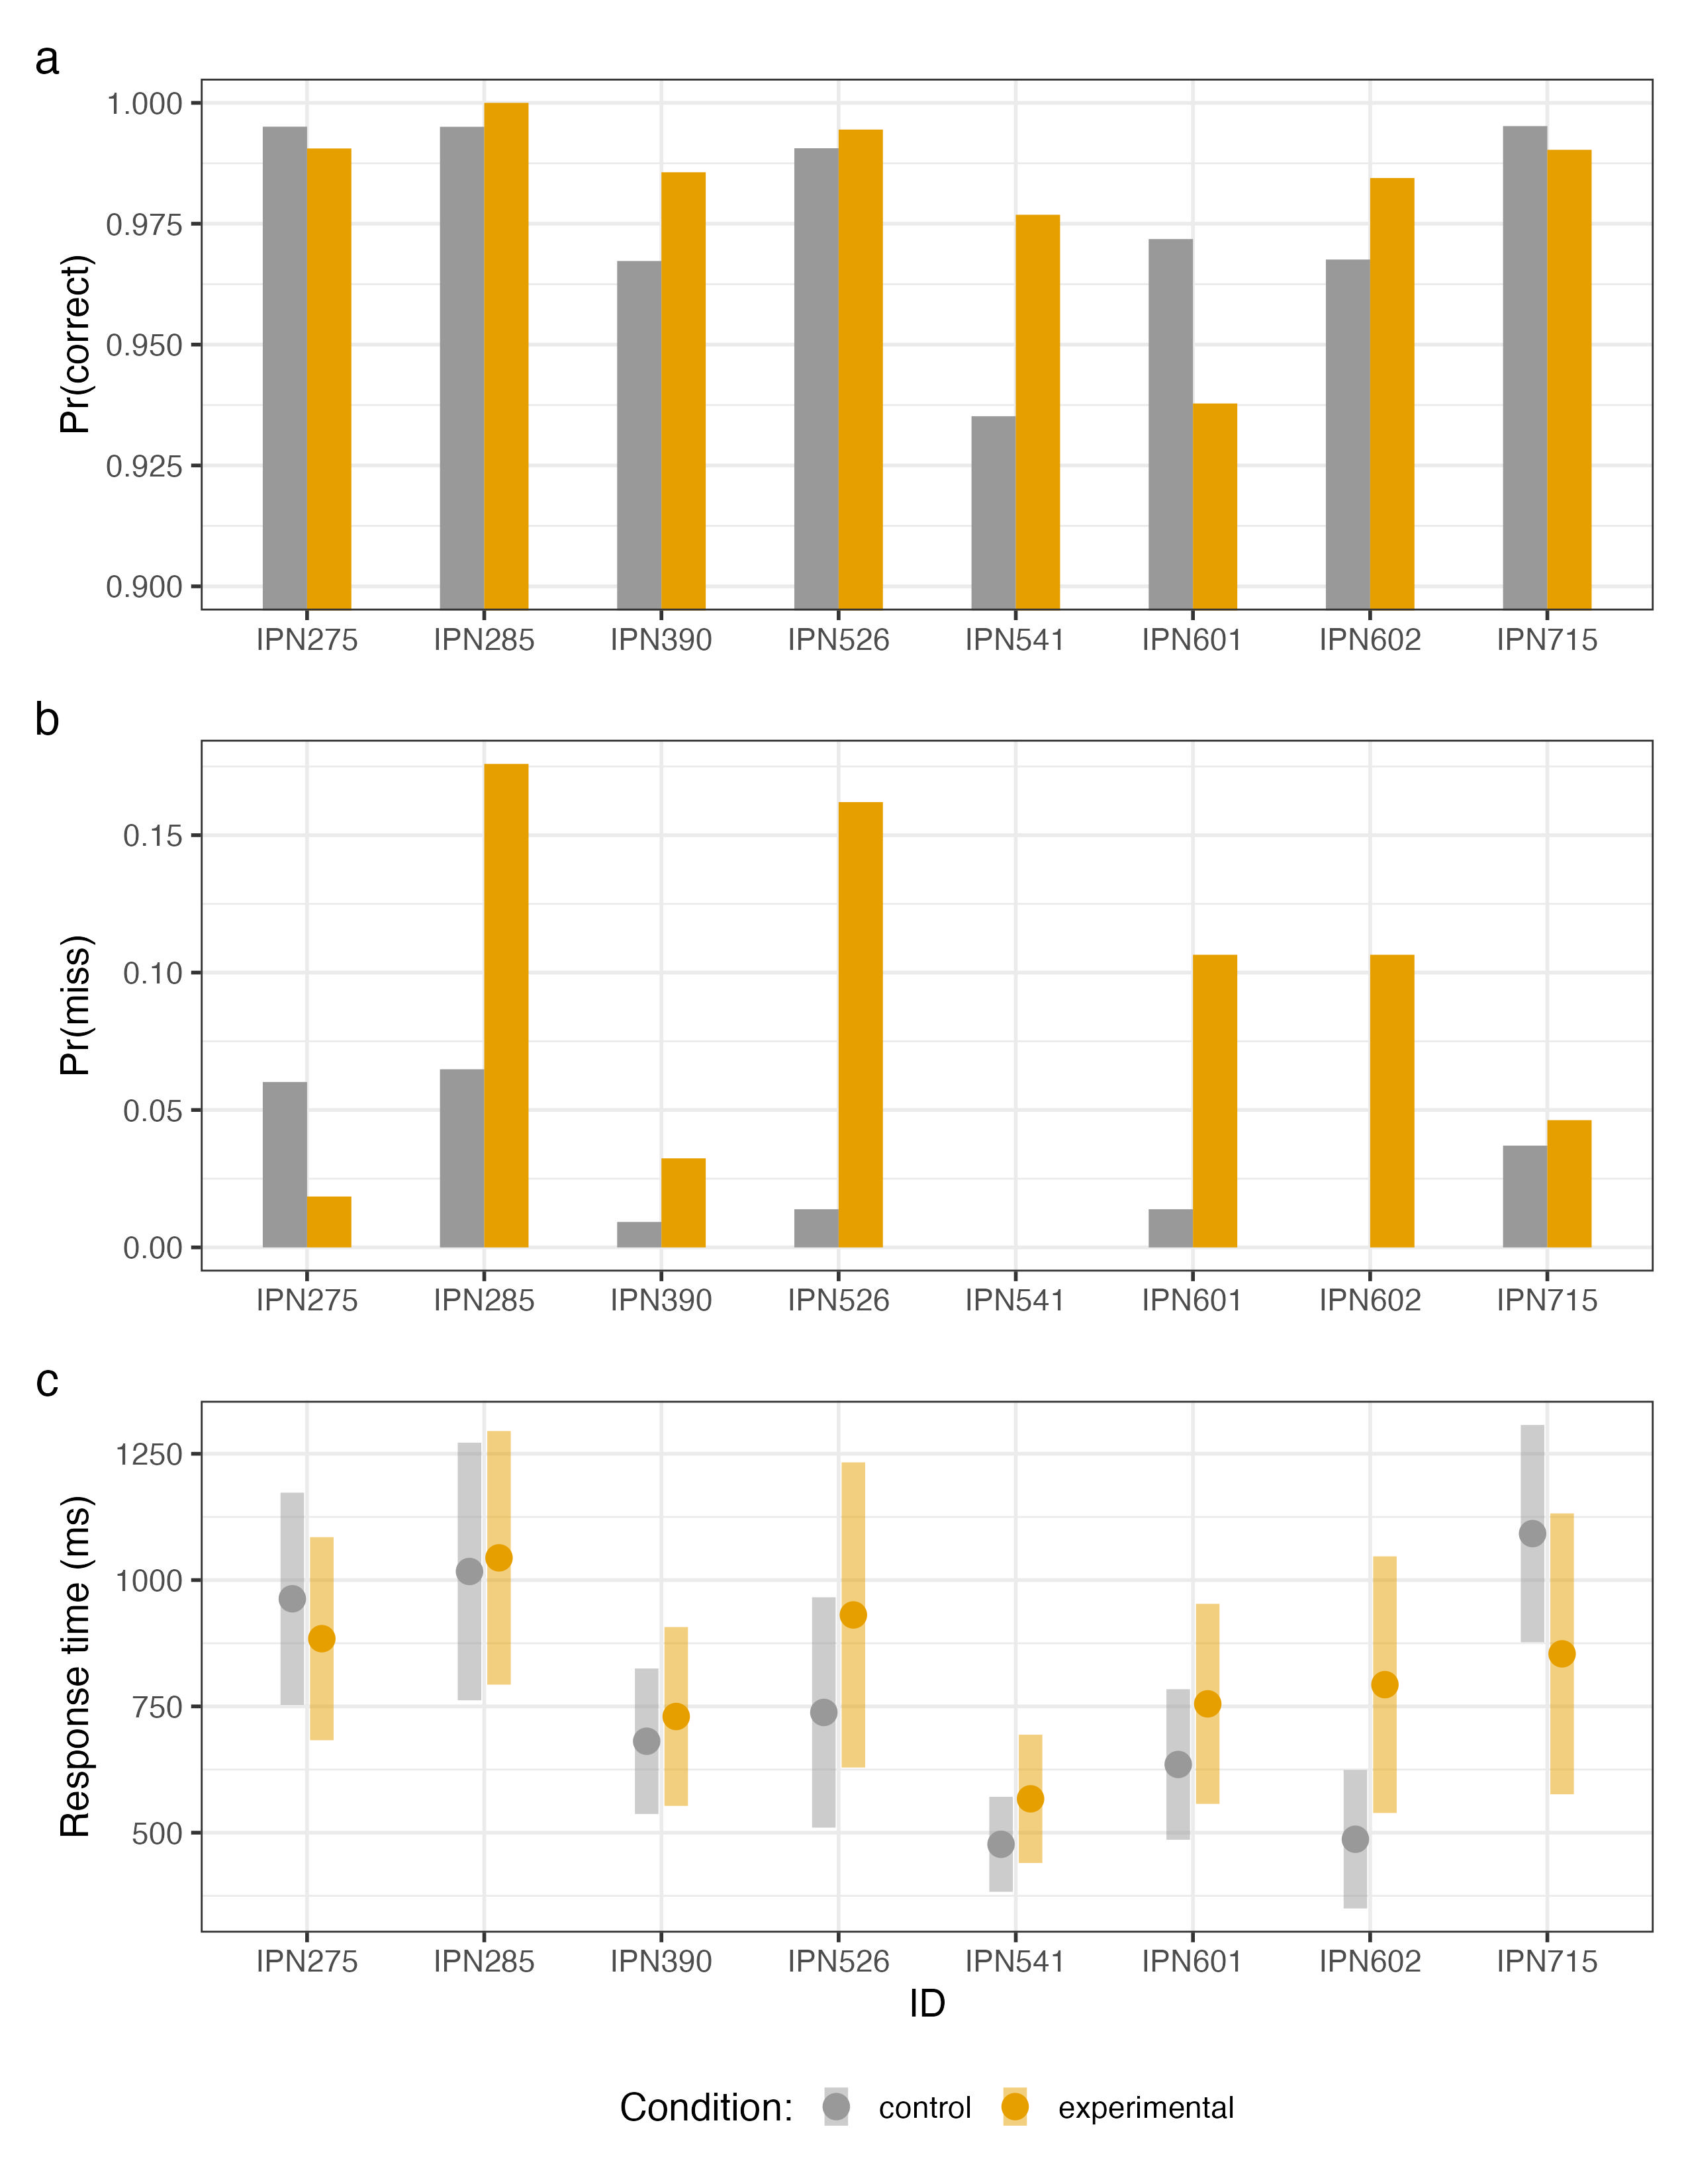 a
Pr(correct)
1.000
0.975
0.950
0.925
0.900
IPN275 IPN285 IPN390 IPN526 IPN541 IPN601 IPN602 IPN715
b
Pr(miss)
0.15
0.10
0.05
0.00
IPN275 IPN285 IPN390 IPN526 IPN541 IPN601 IPN602 IPN715
c
Response time (ms)
1250
1000
750
500
IPN275 IPN285 IPN390 IPN526 IPN541 IPN601 IPN602 IPN715
ID
Condition: control experimental